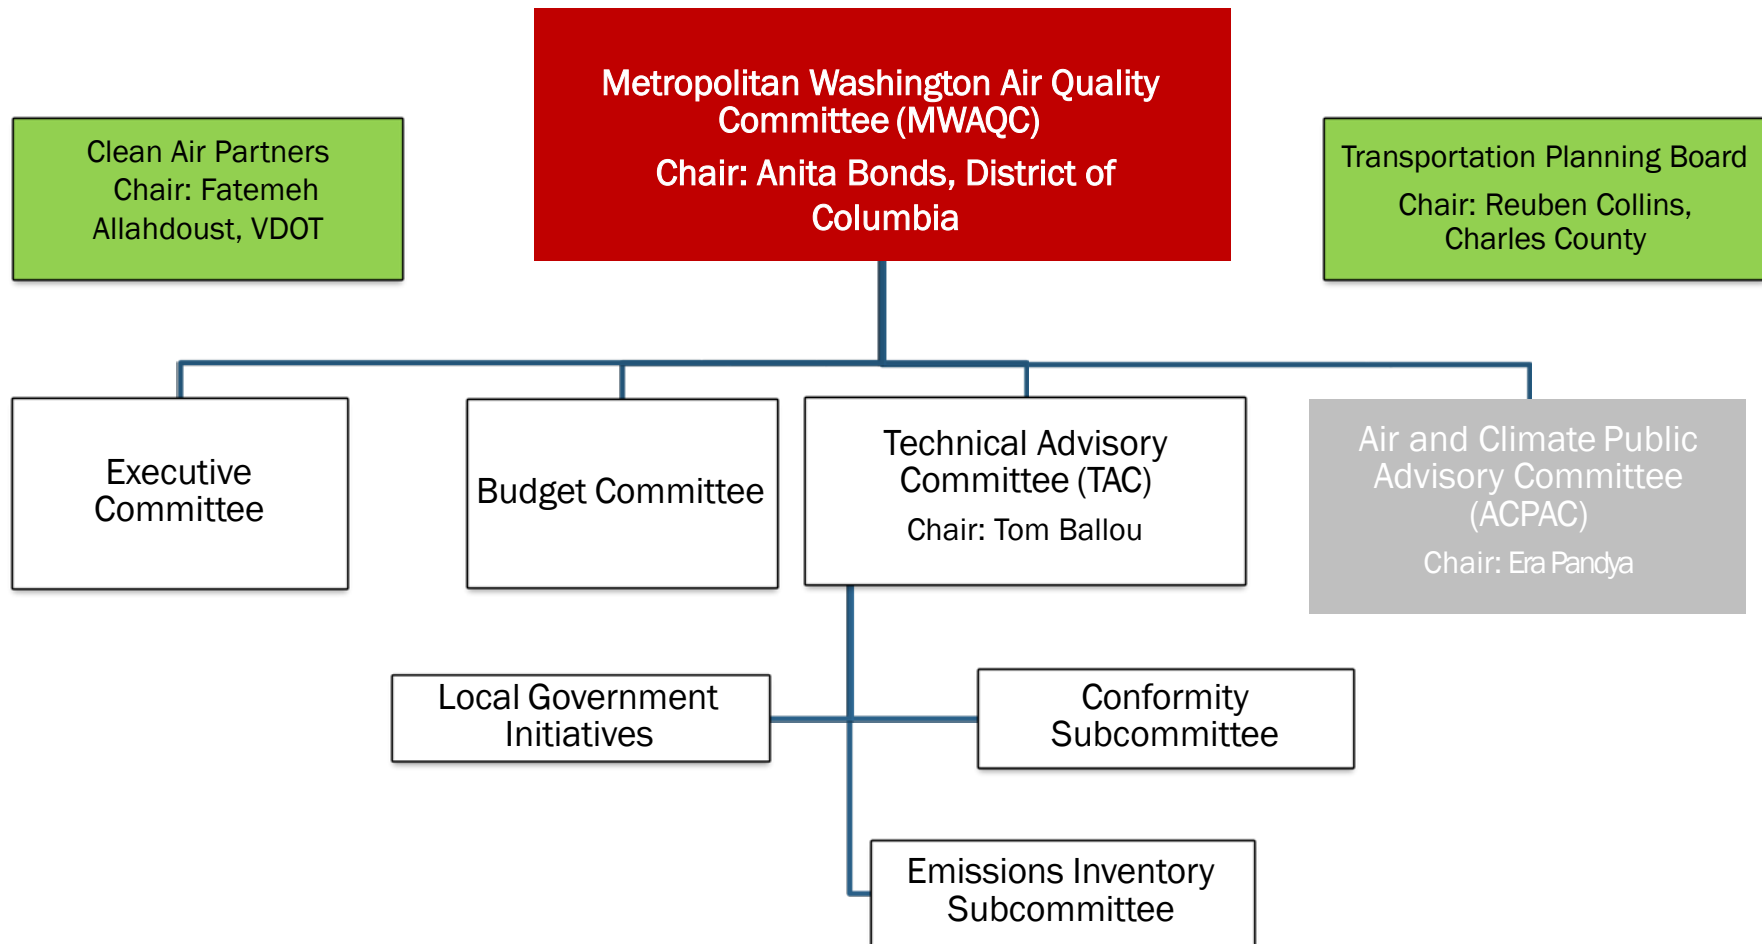 Metropolitan Washington Air Quality
Committee (MWAQC)
Chair: Anita Bonds, District of
Columbia
Clean Air Partners
Chair: Fatemeh
Allahdoust, VDOT
Transportation Planning Board
Chair: Reuben Collins,
Charles County
Executive
Committee
Budget Committee
Technical Advisory
Committee (TAC)
Chair: Tom Ballou
Air and Climate Public
Advisory Committee
(ACPAC)
Chair: Era Pandya
Local Government
Initiatives
Conformity
Subcommittee
Emissions Inventory
Subcommittee